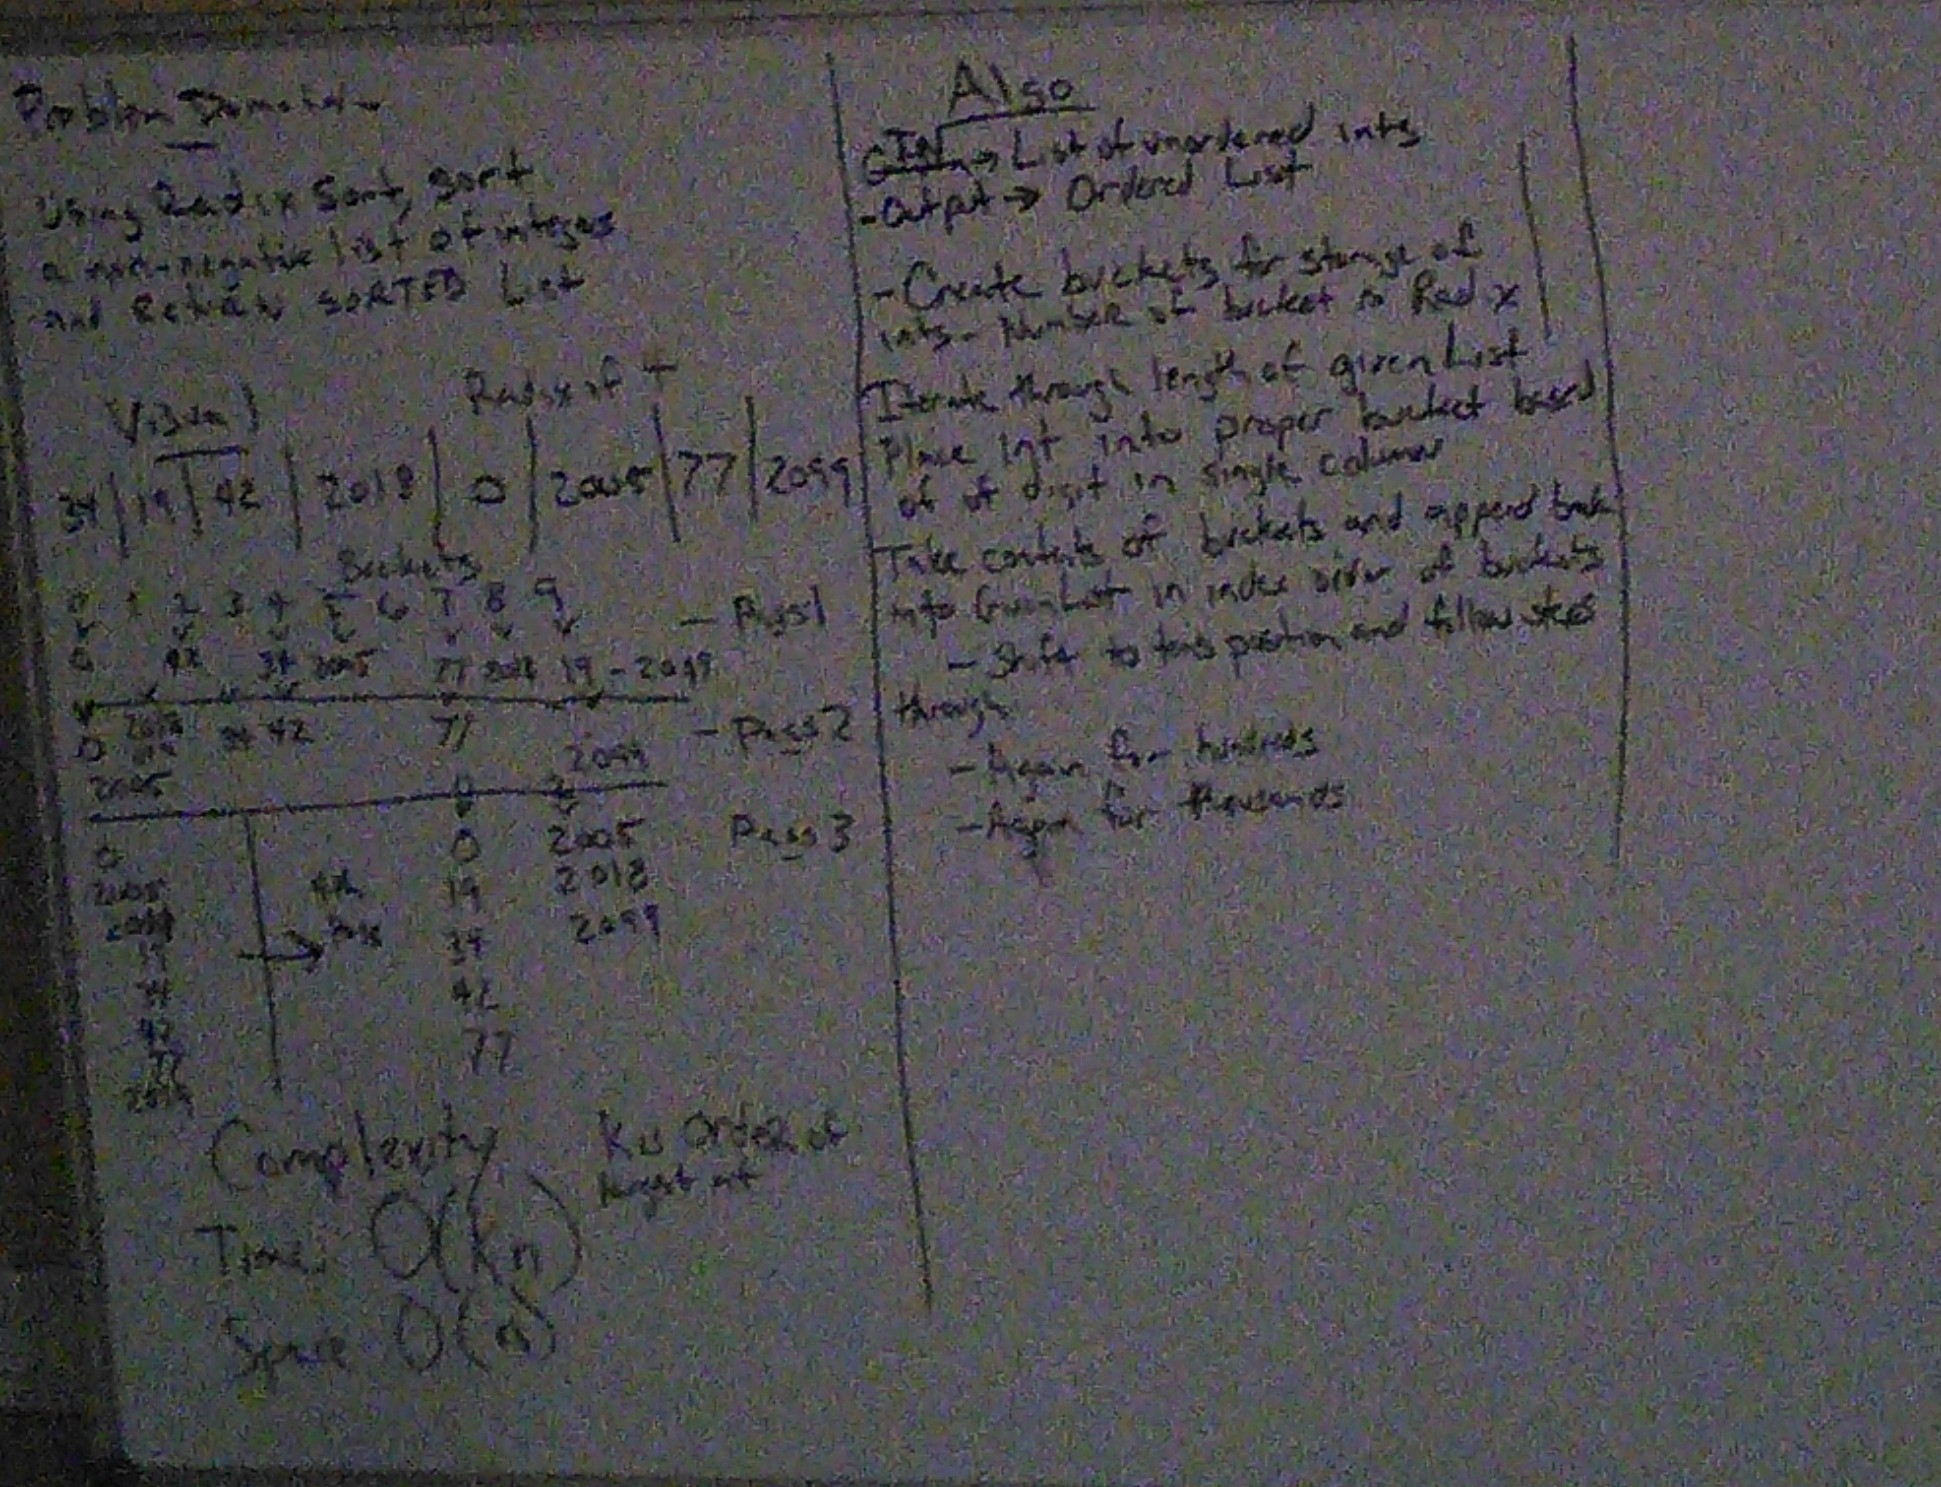 Problem Domain
Using Radix Sort, sort
a non-negative list of integers
and Return SORTED List
Visual
Radix of 4
34 | 19 | 42 | 2018 | 0 | 2005 | 77 | 2099
Buckets
0 1 2 3 4 5 6 7 8 9
- Pass 1
0 42 34 2005 77 2018 19 - 2099
0 2018 34 42 77 - Pass 2
19 2099
2005
0 0 2005 Pass 3
2005 42 19 2018
34 2099
34 42
42 77
77
Complexity
K is Order of
largest
Time: O(kn)
Space O(n)
Algo
In → List of unordered ints
- Output → Ordered List
- Create buckets for storage of
ints - Number of bucket is Radix
Iterate through length of given List
Place int into proper bucket based
of of digit in single column
Take contents of buckets and append back
into Given List in index order of buckets
- Shift to tens position and follow steps
through
- Again for hundreds
- Again for thousands